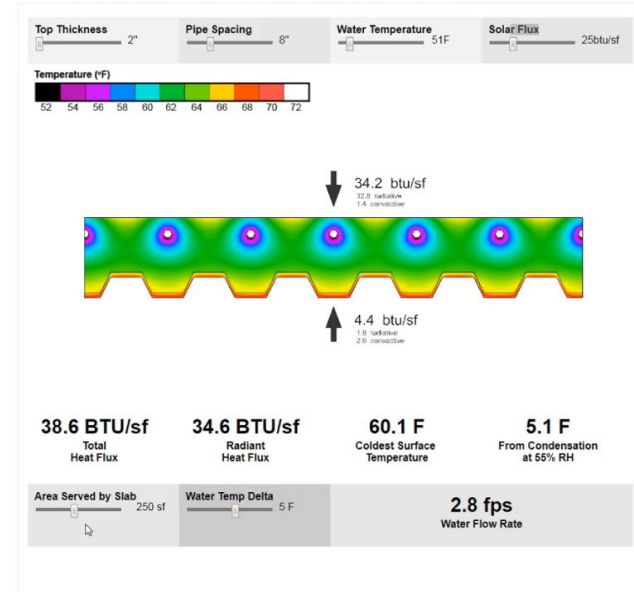 Top Thickness
2"
Pipe Spacing
8"
Water Temperature
51F
Solar Flux
25btu/sf
Temperature (°F)
52 54 56 58 60 62 64 66 68 70 72
34.2 btu/sf
32.8 radiative
1.4 convective
4.4 btu/sf
1.8 radiative
2.6 convective
38.6 BTU/sf
Total
Heat Flux
34.6 BTU/sf
Radiant
Heat Flux
60.1 F
Coldest Surface
Temperature
5.1 F
From Condensation
at 55% RH
Area Served by Slab
250 sf
Water Temp Delta
5 F
2.8 fps
Water Flow Rate